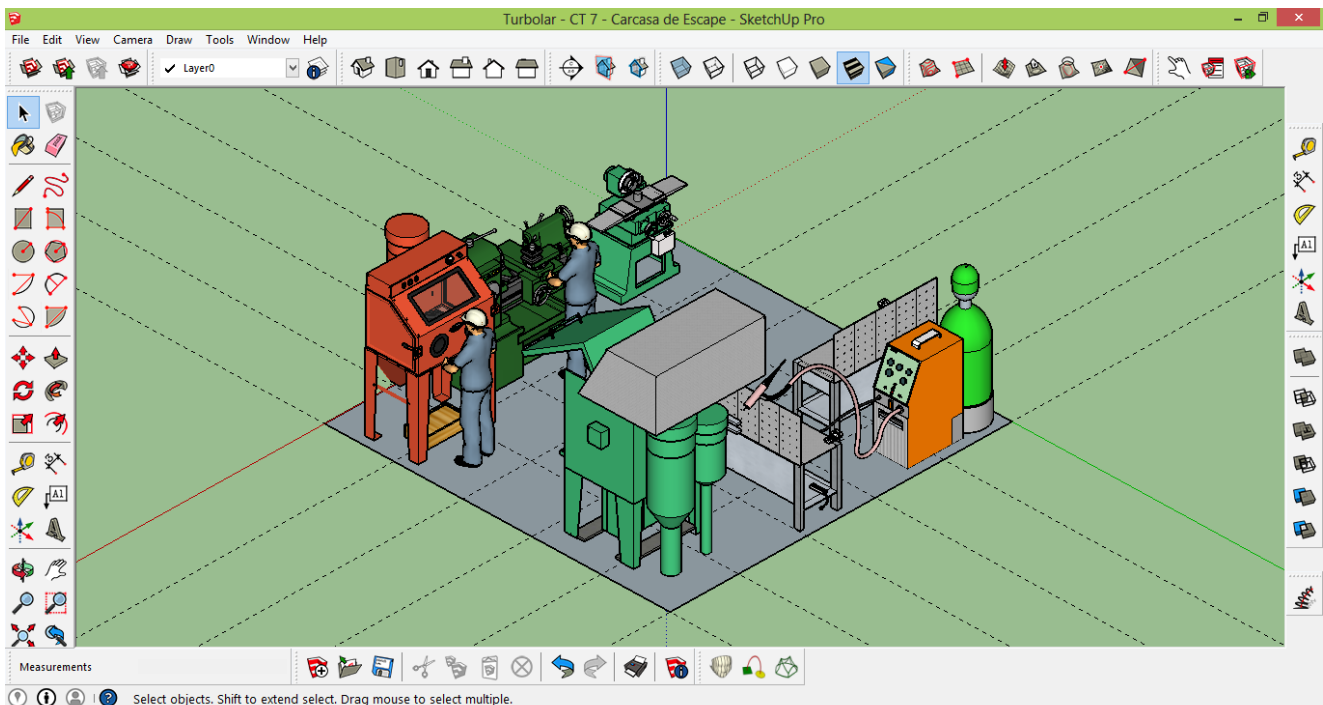 Turbolar - CT 7 - Carcasa de Escape - SketchUp Pro
File Edit View Camera Draw Tools Window Help
Layer0
A1
A1
Measurements
Select objects. Shift to extend select. Drag mouse to select multiple.